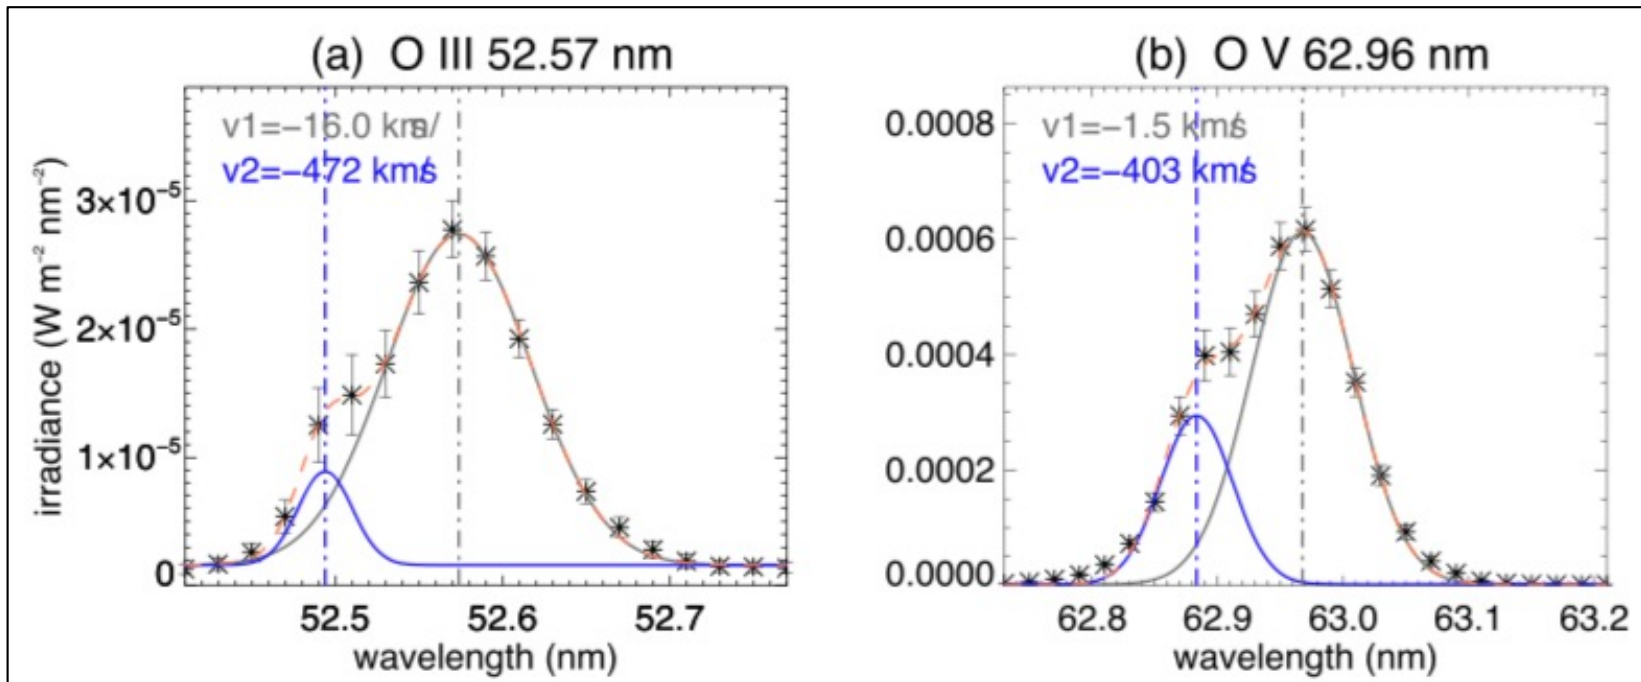 (a) O III 52.57 nm
v1=−16.0 km/s
v2=−472 km/s
irradiance (W m⁻² nm⁻²)
3×10⁻⁵
2×10⁻⁵
1×10⁻⁵
0
52.5 52.6 52.7
wavelength (nm)
(b) O V 62.96 nm
v1=−1.5 km/s
v2=−403 km/s
0.0008
0.0006
0.0004
0.0002
0.0000
62.8 62.9 63.0 63.1 63.2
wavelength (nm)